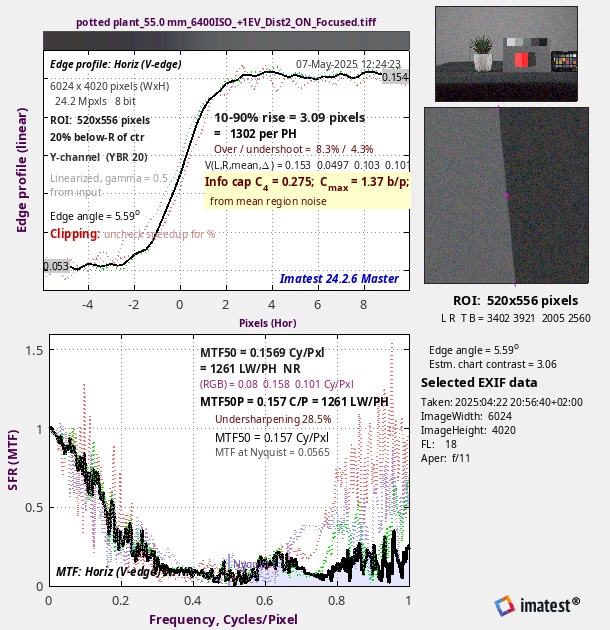 potted plant_55.0 mm_6400ISO_+1EV_Dist2_ON_Focused.tiff
Edge profile: Horiz (V-edge)
07-May-2025 12:24:23
0.154
6024 x 4020 pixels (WxH)
24.2 Mpxls 8 bit
ROI: 520x556 pixels
20% below-R of ctr
Y-channel (YBR 20)
Linearized, gamma = 0.5
from input
Edge angle = 5.59⁰
Clipping: uncheck speedup for %
10-90% rise = 3.09 pixels
= 1302 per PH
Over / undershoot = 8.3% / 4.3%
V(L,R,mean,Δ) = 0.153 0.0497 0.103 0.101
Info cap C4 = 0.275; Cmax = 1.37 b/p;
from mean region noise
0.053
Imatest 24.2.6 Master
Edge profile (linear)
-4 -2 0 2 4 6 8
Pixels (Hor)
ROI: 520x556 pixels
L R T B = 3402 3921 2005 2560
Edge angle = 5.59⁰
Estm. chart contrast = 3.06
Selected EXIF data
Taken: 2025:04:22 20:56:40+02:00
ImageWidth: 6024
ImageHeight: 4020
FL: 18
Aper: f/11
MTF50 = 0.1569 Cy/Pxl
= 1261 LW/PH NR
(RGB) = 0.08 0.158 0.101 Cy/Pxl
MTF50P = 0.157 C/P = 1261 LW/PH
Undersharpening 28.5%
MTF50 = 0.157 Cy/Pxl
MTF at Nyquist = 0.0565
1.5
1
0.5
0
SFR (MTF)
Nyquist
MTF: Horiz (V-edge)
0 0.2 0.4 0.6 0.8 1
Frequency, Cycles/Pixel
imatest®